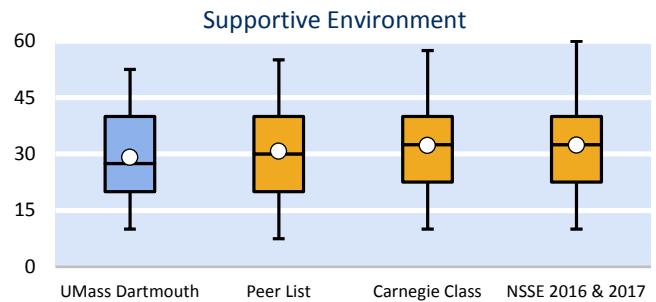 Supportive Environment
60
45
30
15
0
UMass Dartmouth
Peer List
Carnegie Class
NSSE 2016 & 2017